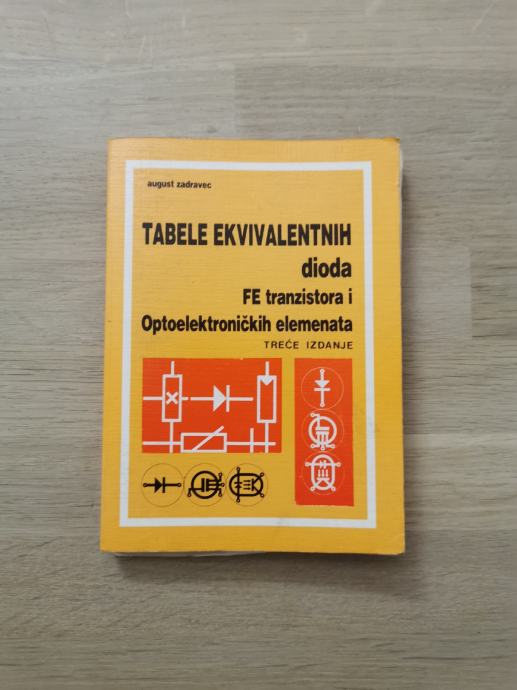 august zadravec
TABELE EKVIVALENTNIH
dioda
FE tranzistora i
Optoelektroničkih elemenata
TREĆE IZDANJE